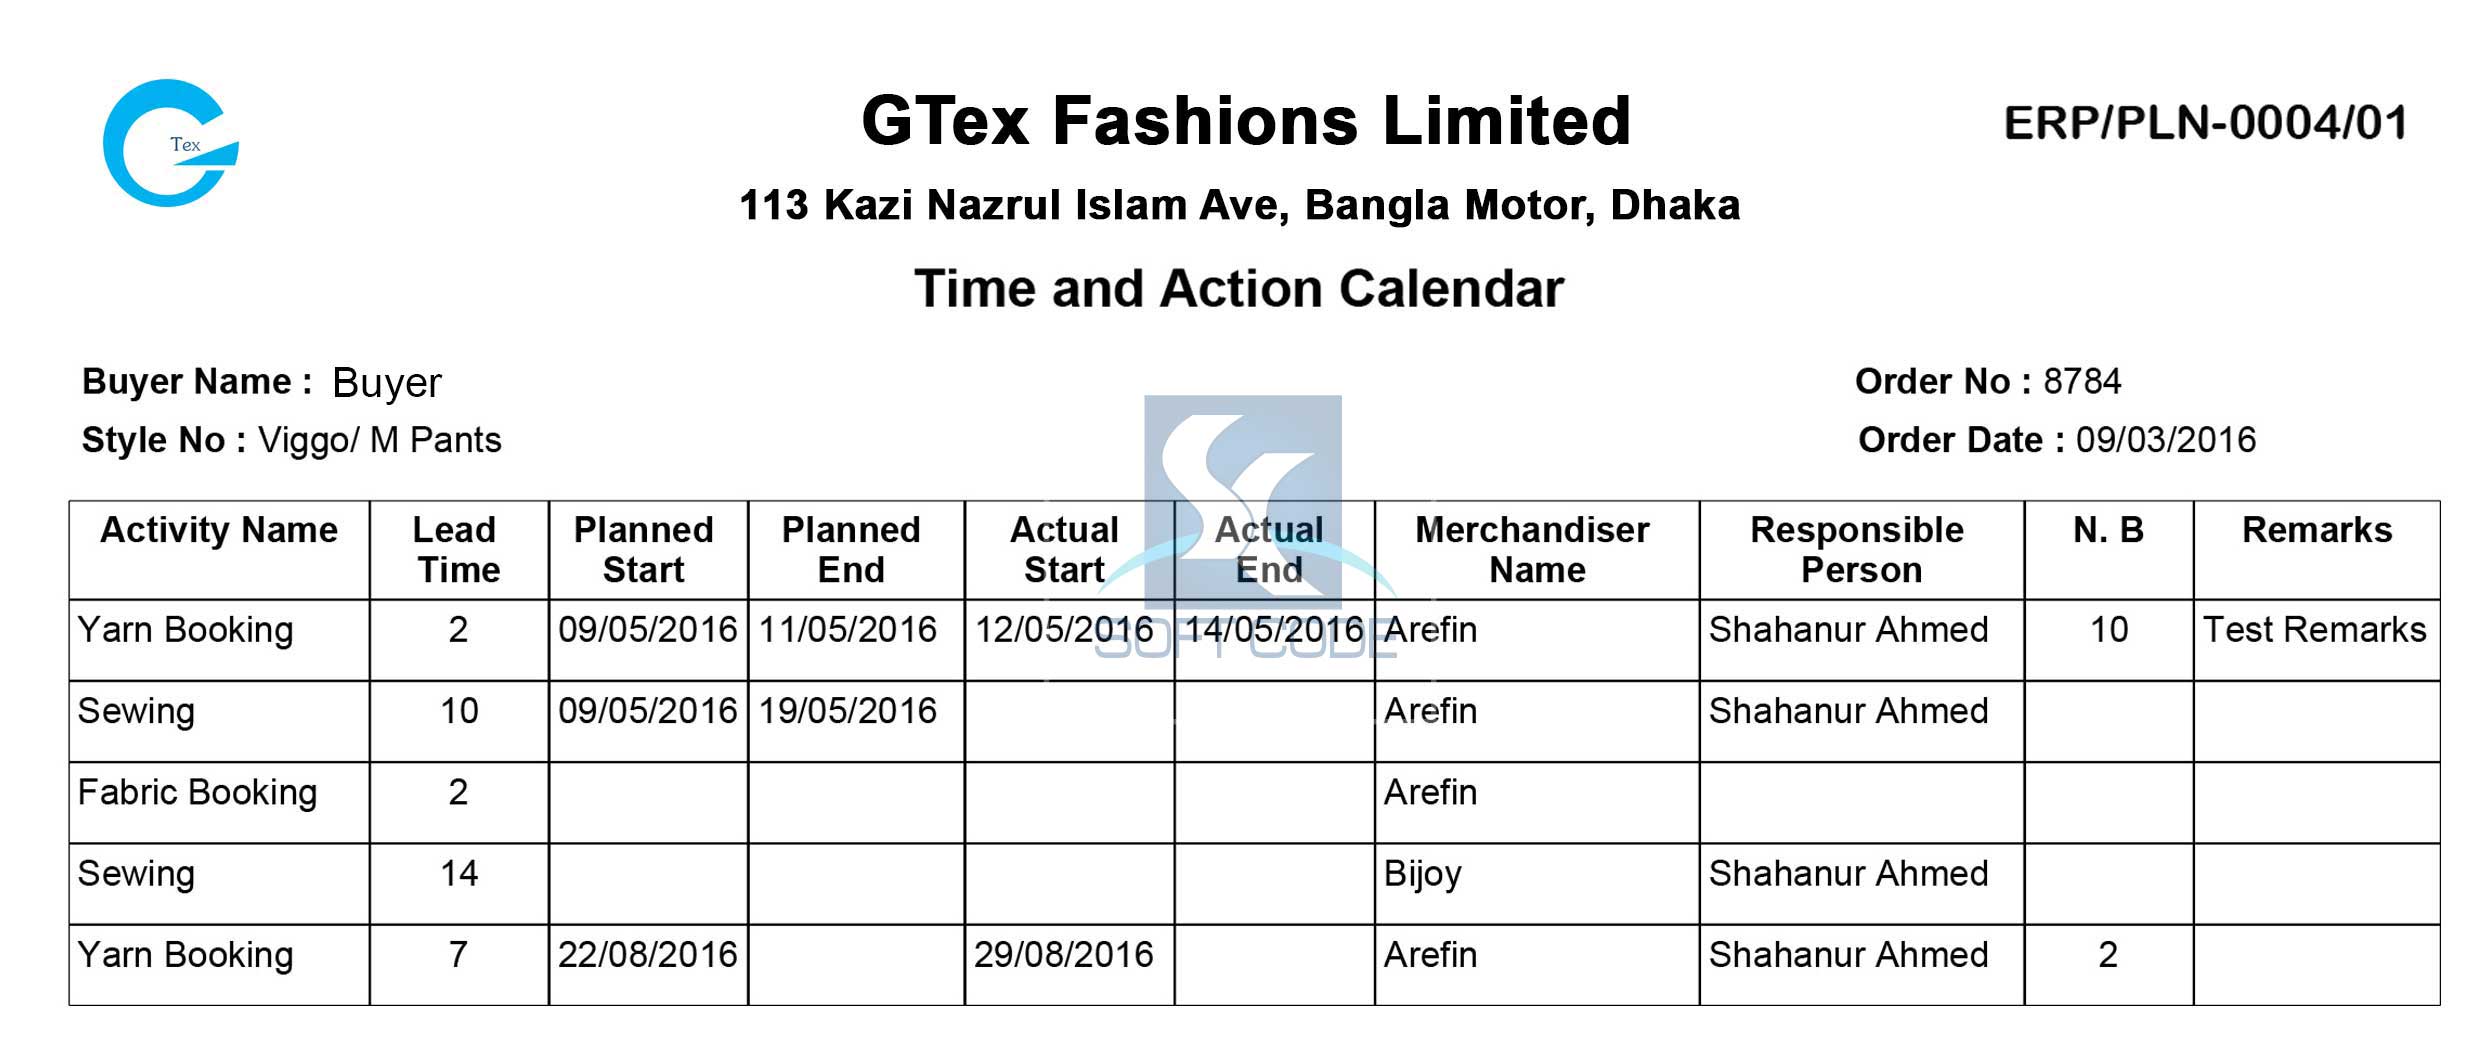 Tex
GTex Fashions Limited
ERP/PLN-0004/01
113 Kazi Nazrul Islam Ave, Bangla Motor, Dhaka
Time and Action Calendar
Buyer Name : Buyer
Order No : 8784
Style No : Viggo/ M Pants
Order Date : 09/03/2016
Activity Name Lead Time Planned Start Planned End Actual Start Actual End Merchandiser Name Responsible Person N. B Remarks
Yarn Booking 2 09/05/2016 11/05/2016 12/05/2016 14/05/2016 Arefin Shahanur Ahmed 10 Test Remarks
SOFT CODE
Sewing 10 09/05/2016 19/05/2016 Arefin Shahanur Ahmed
Fabric Booking 2 Arefin
Sewing 14 Bijoy Shahanur Ahmed
Yarn Booking 7 22/08/2016 29/08/2016 Arefin Shahanur Ahmed 2